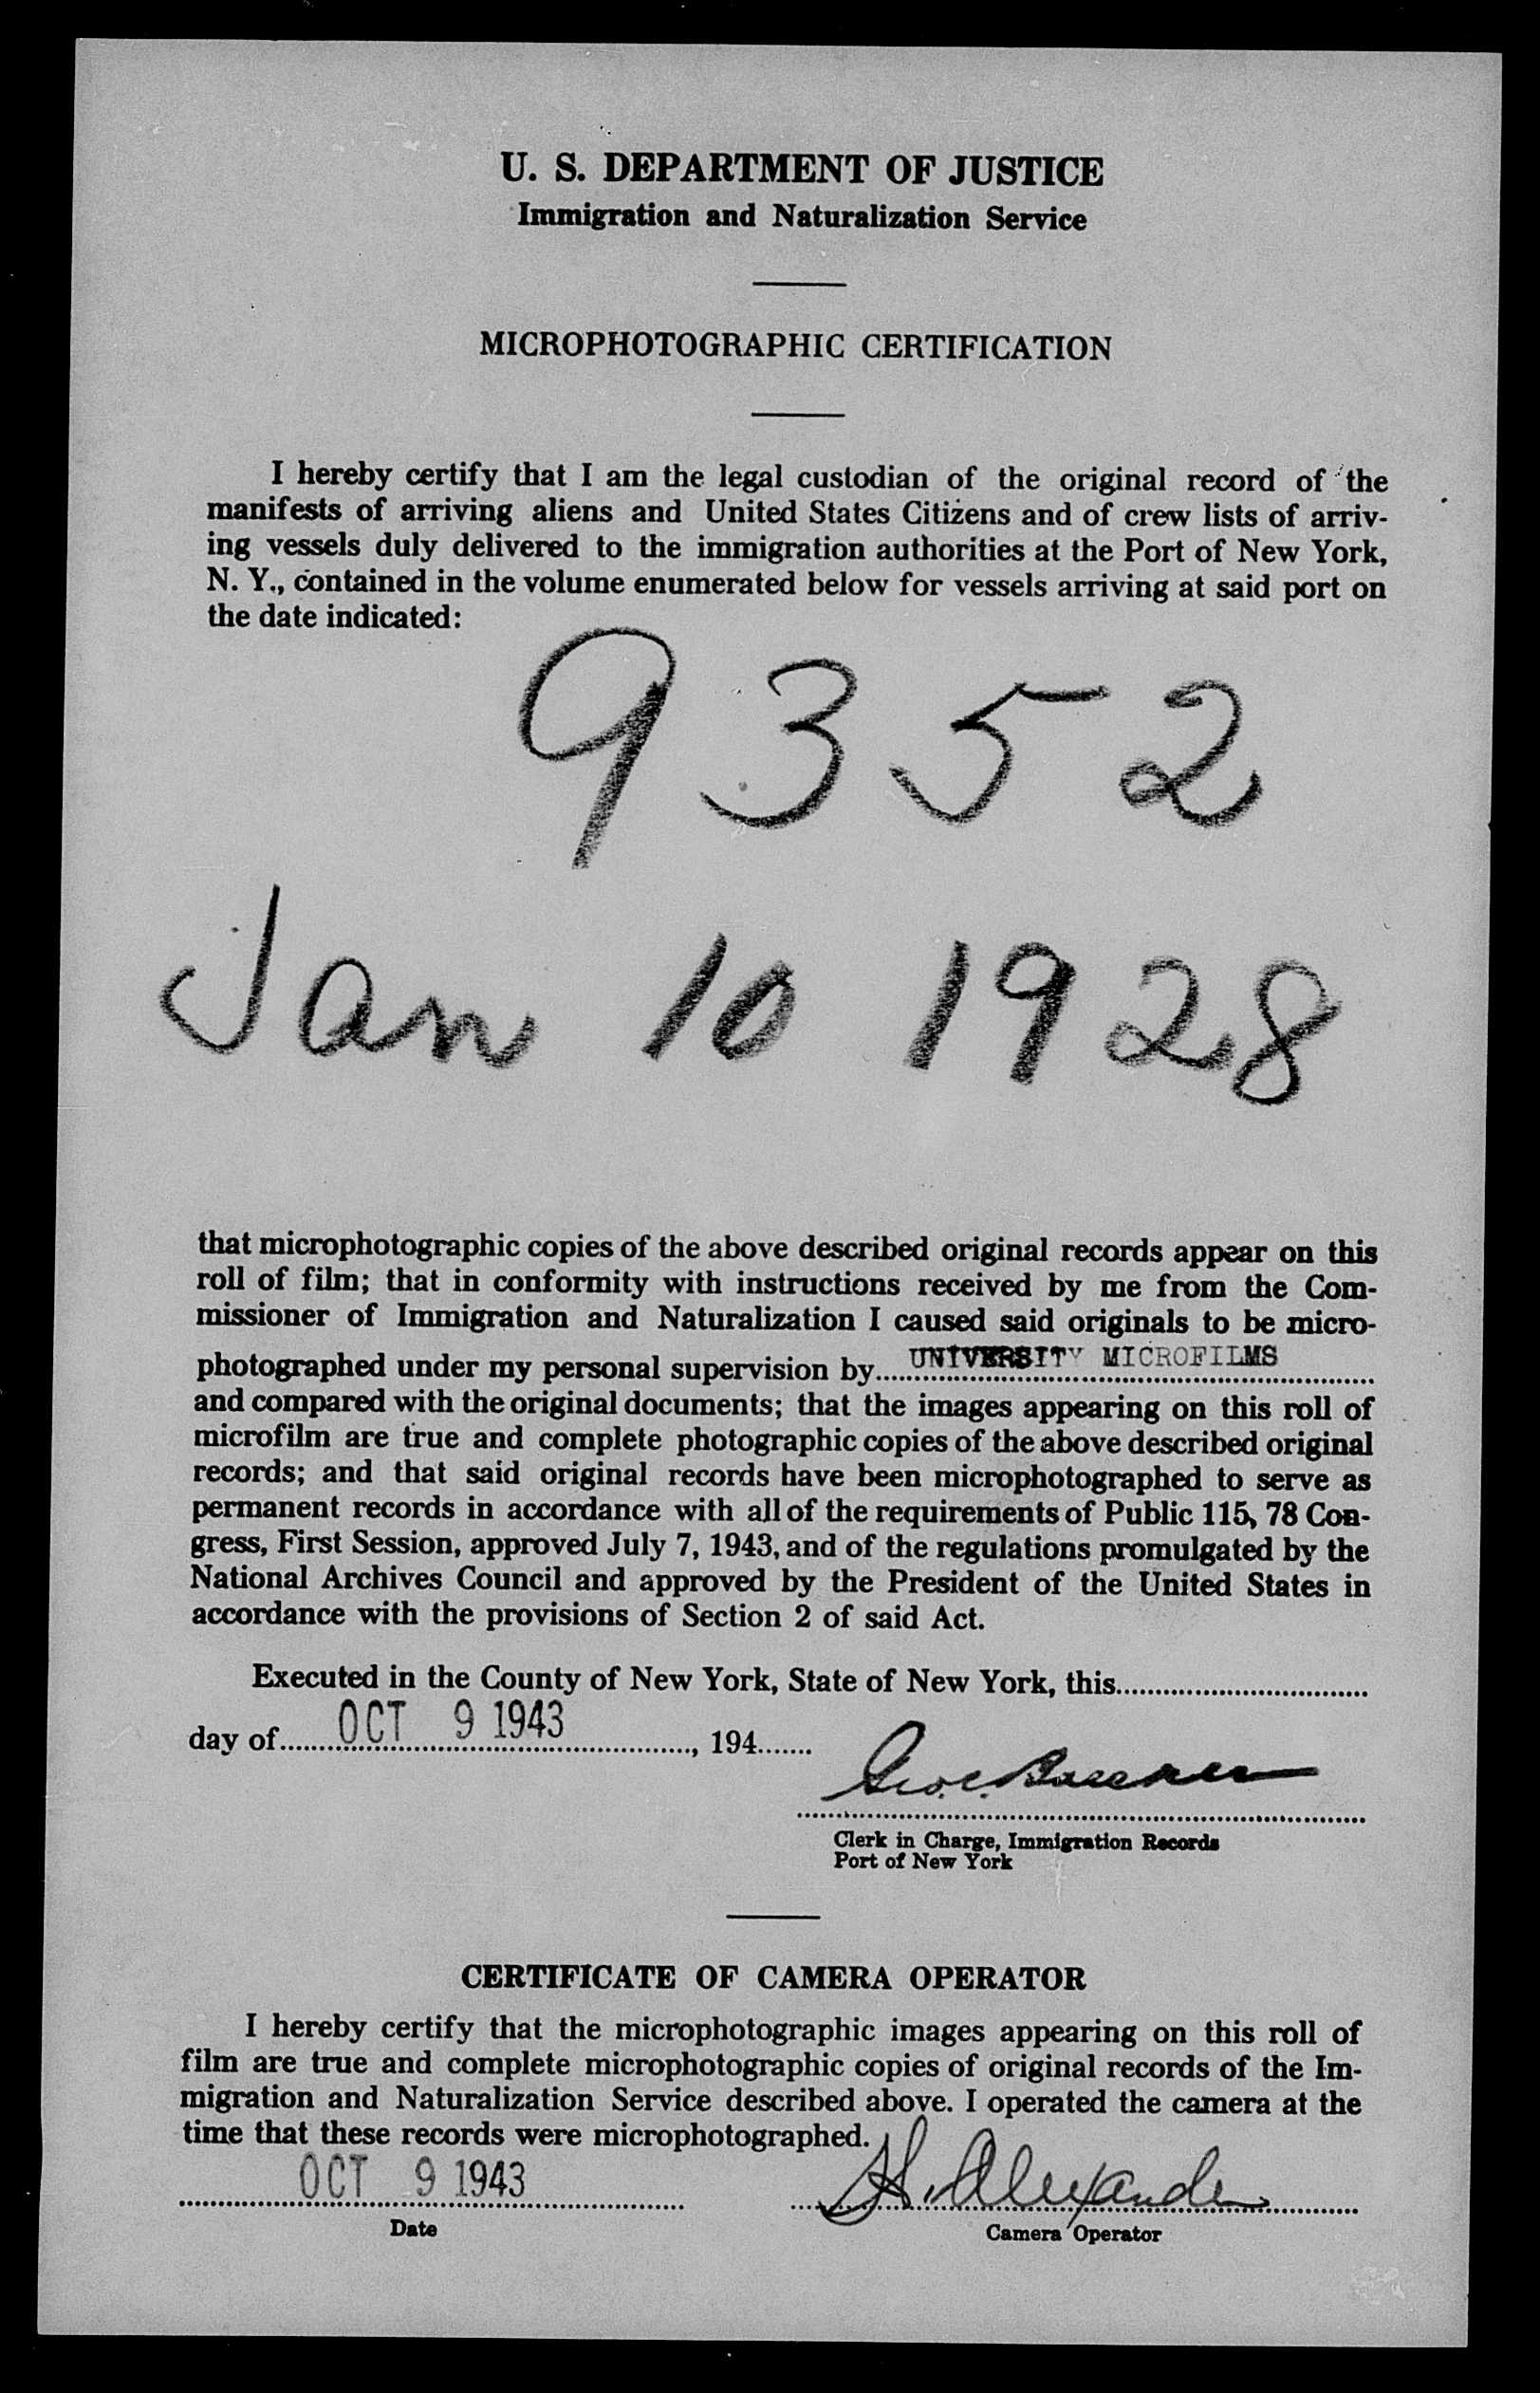 U. S. DEPARTMENT OF JUSTICE
Immigration and Naturalization Service
MICROPHOTOGRAPHIC CERTIFICATION
I hereby certify that I am the legal custodian of the original record of the
manifests of arriving aliens and United States Citizens and of crew lists of arriv-
ing vessels duly delivered to the immigration authorities at the Port of New York,
N. Y., contained in the volume enumerated below for vessels arriving at said port on
the date indicated:
9352
Jan 10 1928
that microphotographic copies of the above described original records appear on this
roll of film; that in conformity with instructions received by me from the Com-
missioner of Immigration and Naturalization I caused said originals to be micro-
photographed under my personal supervision by UNIVERSITY MICROFILMS
and compared with the original documents; that the images appearing on this roll of
microfilm are true and complete photographic copies of the above described original
records; and that said original records have been microphotographed to serve as
permanent records in accordance with all of the requirements of Public 115, 78 Con-
gress, First Session, approved July 7, 1943, and of the regulations promulgated by the
National Archives Council and approved by the President of the United States in
accordance with the provisions of Section 2 of said Act.
Executed in the County of New York, State of New York, this
day of OCT 9 1943, 194
Geo. C.
Clerk in Charge, Immigration Records
Port of New York
CERTIFICATE OF CAMERA OPERATOR
I hereby certify that the microphotographic images appearing on this roll of
film are true and complete microphotographic copies of original records of the Im-
migration and Naturalization Service described above. I operated the camera at the
time that these records were microphotographed.
OCT 9 1943 H. Alexander
Date Camera Operator